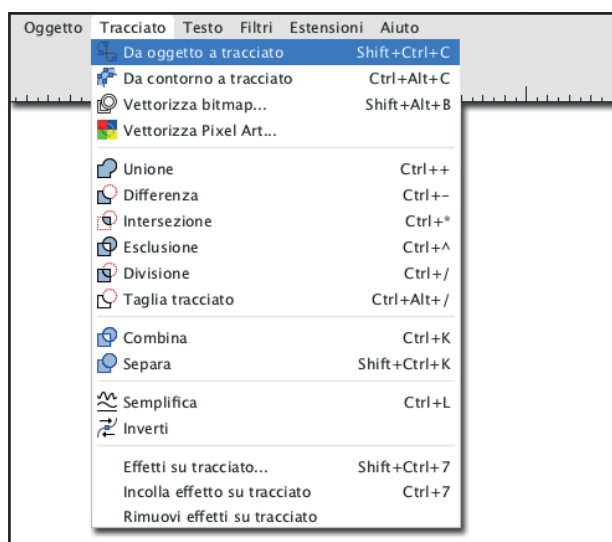 Oggetto Tracciato Testo Filtri Estensioni Aiuto
Da oggetto a tracciato Shift+Ctrl+C
Da contorno a tracciato Ctrl+Alt+C
Vettorizza bitmap... Shift+Alt+B
Vettorizza Pixel Art...
Unione Ctrl++
Differenza Ctrl+-
Intersezione Ctrl+*
Esclusione Ctrl+^
Divisione Ctrl+/
Taglia tracciato Ctrl+Alt+/
Combina Ctrl+K
Separa Shift+Ctrl+K
Semplifica Ctrl+L
Inverti
Effetti su tracciato... Shift+Ctrl+7
Incolla effetto su tracciato Ctrl+7
Rimuovi effetti su tracciato